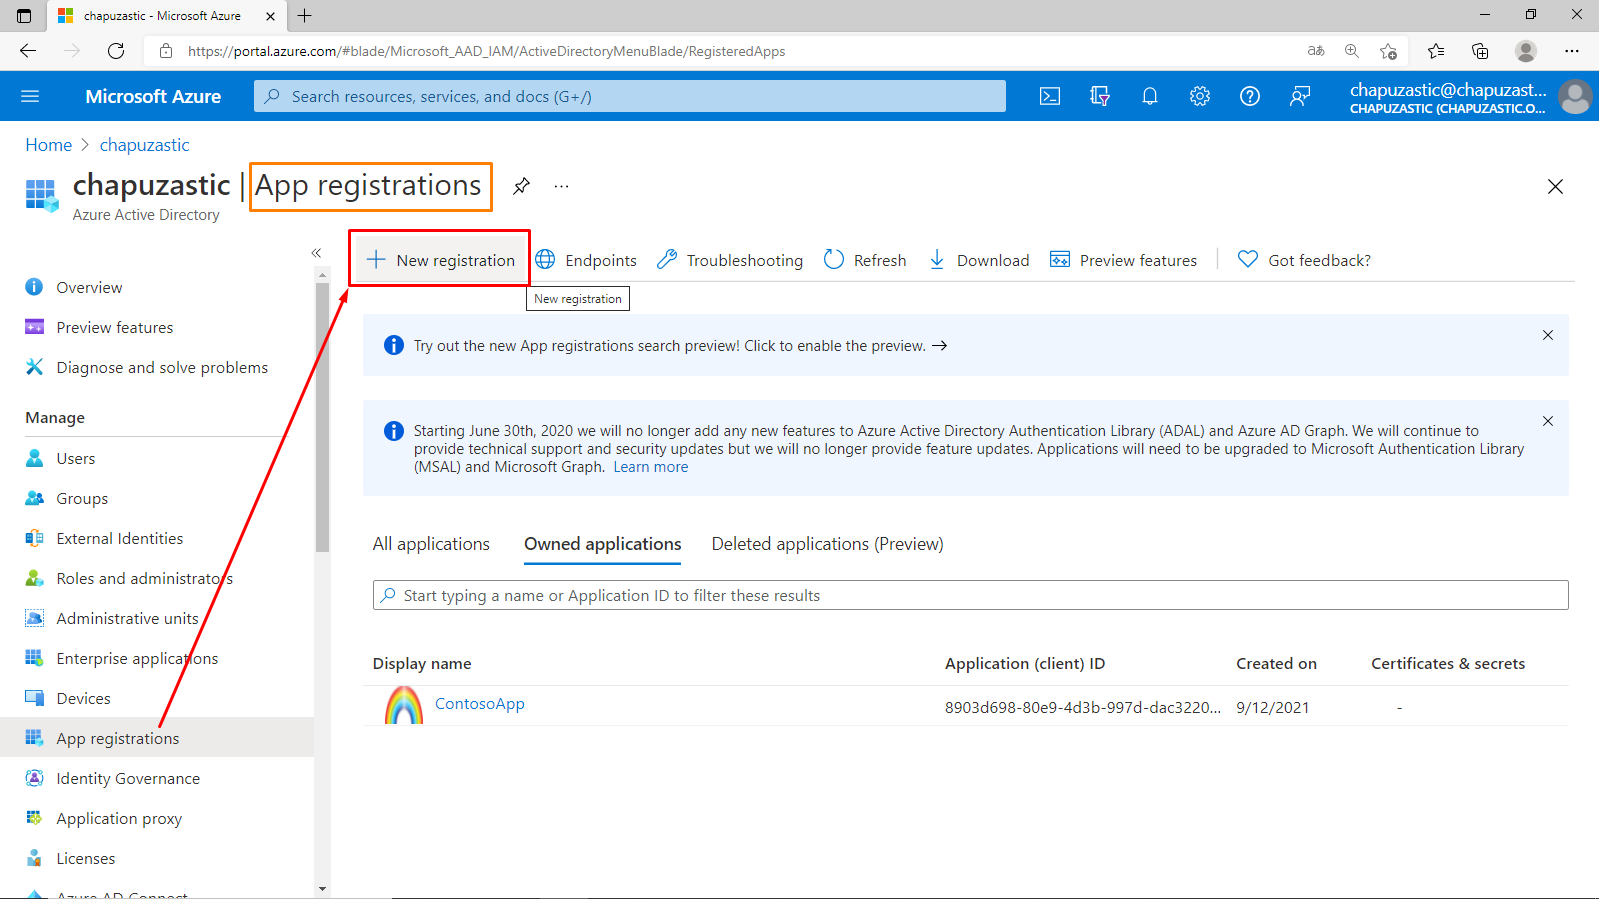 chapuzastic - Microsoft Azure
https://portal.azure.com/#blade/Microsoft_AAD_IAM/ActiveDirectoryMenuBlade/RegisteredApps
aあ
Microsoft Azure
Search resources, services, and docs (G+/)
chapuzastic@chapuzast...
CHAPUZASTIC (CHAPUZASTIC.O...
Home > chapuzastic
chapuzastic | App registrations
...
Azure Active Directory
New registration
Endpoints
Troubleshooting
Refresh
Download
Preview features
Got feedback?
New registration
Overview
Preview features
Diagnose and solve problems
Manage
Users
Groups
External Identities
Roles and administrators
Administrative units
Enterprise applications
Devices
App registrations
Identity Governance
Application proxy
Licenses
Azure AD Connect
Try out the new App registrations search preview! Click to enable the preview. →
Starting June 30th, 2020 we will no longer add any new features to Azure Active Directory Authentication Library (ADAL) and Azure AD Graph. We will continue to
provide technical support and security updates but we will no longer provide feature updates. Applications will need to be upgraded to Microsoft Authentication Library
(MSAL) and Microsoft Graph. Learn more
All applications
Owned applications
Deleted applications (Preview)
Start typing a name or Application ID to filter these results
Display name
Application (client) ID
Created on
Certificates & secrets
ContosoApp
8903d698-80e9-4d3b-997d-dac3220...
9/12/2021
-